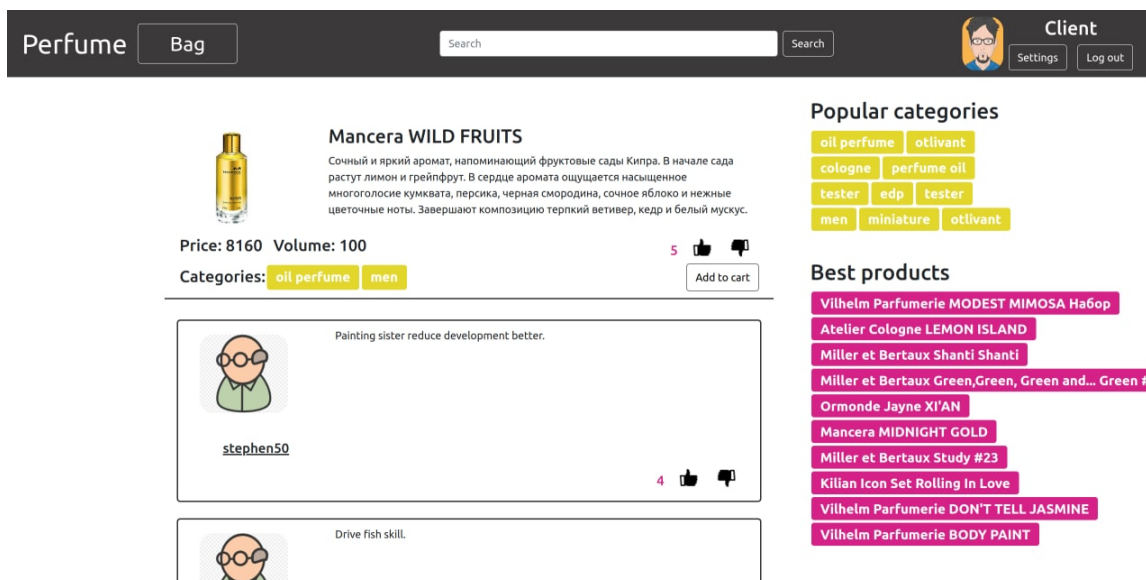 Perfume
Bag
Search
Search
Client
Settings
Log out
Mancera WILD FRUITS
Сочный и яркий аромат, напоминающий фруктовые сады Кипра. В начале сада
растут лимон и грейпфрут. В сердце аромата ощущается насыщенное
многоголосие кумквата, персика, черная смородина, сочное яблоко и нежные
цветочные ноты. Завершают композицию терпкий ветивер, кедр и белый мускус.
Price: 8160 Volume: 100
5
Categories: oil perfume men
Add to cart
Painting sister reduce development better.
stephen50
4
Drive fish skill.
Popular categories
oil perfume otlivant
cologne perfume oil
tester edp tester
men miniature otlivant
Best products
Vilhelm Parfumerie MODEST MIMOSA Набор
Atelier Cologne LEMON ISLAND
Miller et Bertaux Shanti Shanti
Miller et Bertaux Green,Green, Green and... Green #
Ormonde Jayne XI'AN
Mancera MIDNIGHT GOLD
Miller et Bertaux Study #23
Kilian Icon Set Rolling In Love
Vilhelm Parfumerie DON'T TELL JASMINE
Vilhelm Parfumerie BODY PAINT